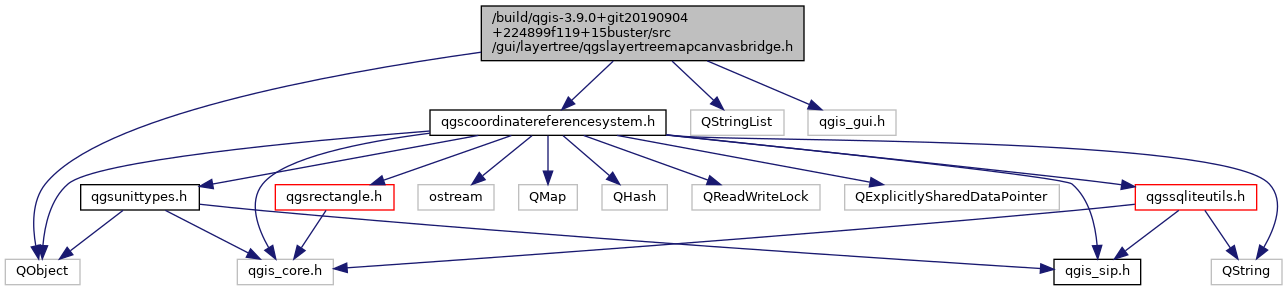 /build/qgis-3.9.0+git20190904
+224899f119+15buster/src
/gui/layertree/qgslayertreemapcanvasbridge.h
qgscoordinatereferencesystem.h
QStringList
qgis_gui.h
qgsunittypes.h
qgsrectangle.h
ostream
QMap
QHash
QReadWriteLock
QExplicitlySharedDataPointer
qgssqliteutils.h
QObject
qgis_core.h
qgis_sip.h
QString